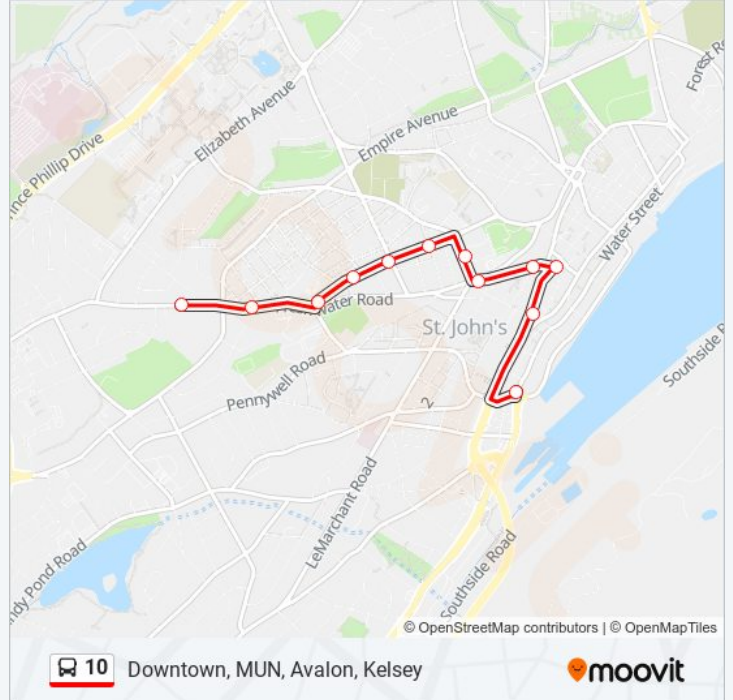 Forest R
Elizabeth Avenue
Empire Avenue
nce Phillip Drive
Water Street
water Road
St. John's
Southside R
Pennywell Road
2
LeMarchant Road
ndy Pond Road
Southside Road
© OpenStreetMap contributors | © OpenMapTiles
10 Downtown, MUN, Avalon, Kelsey
moovit